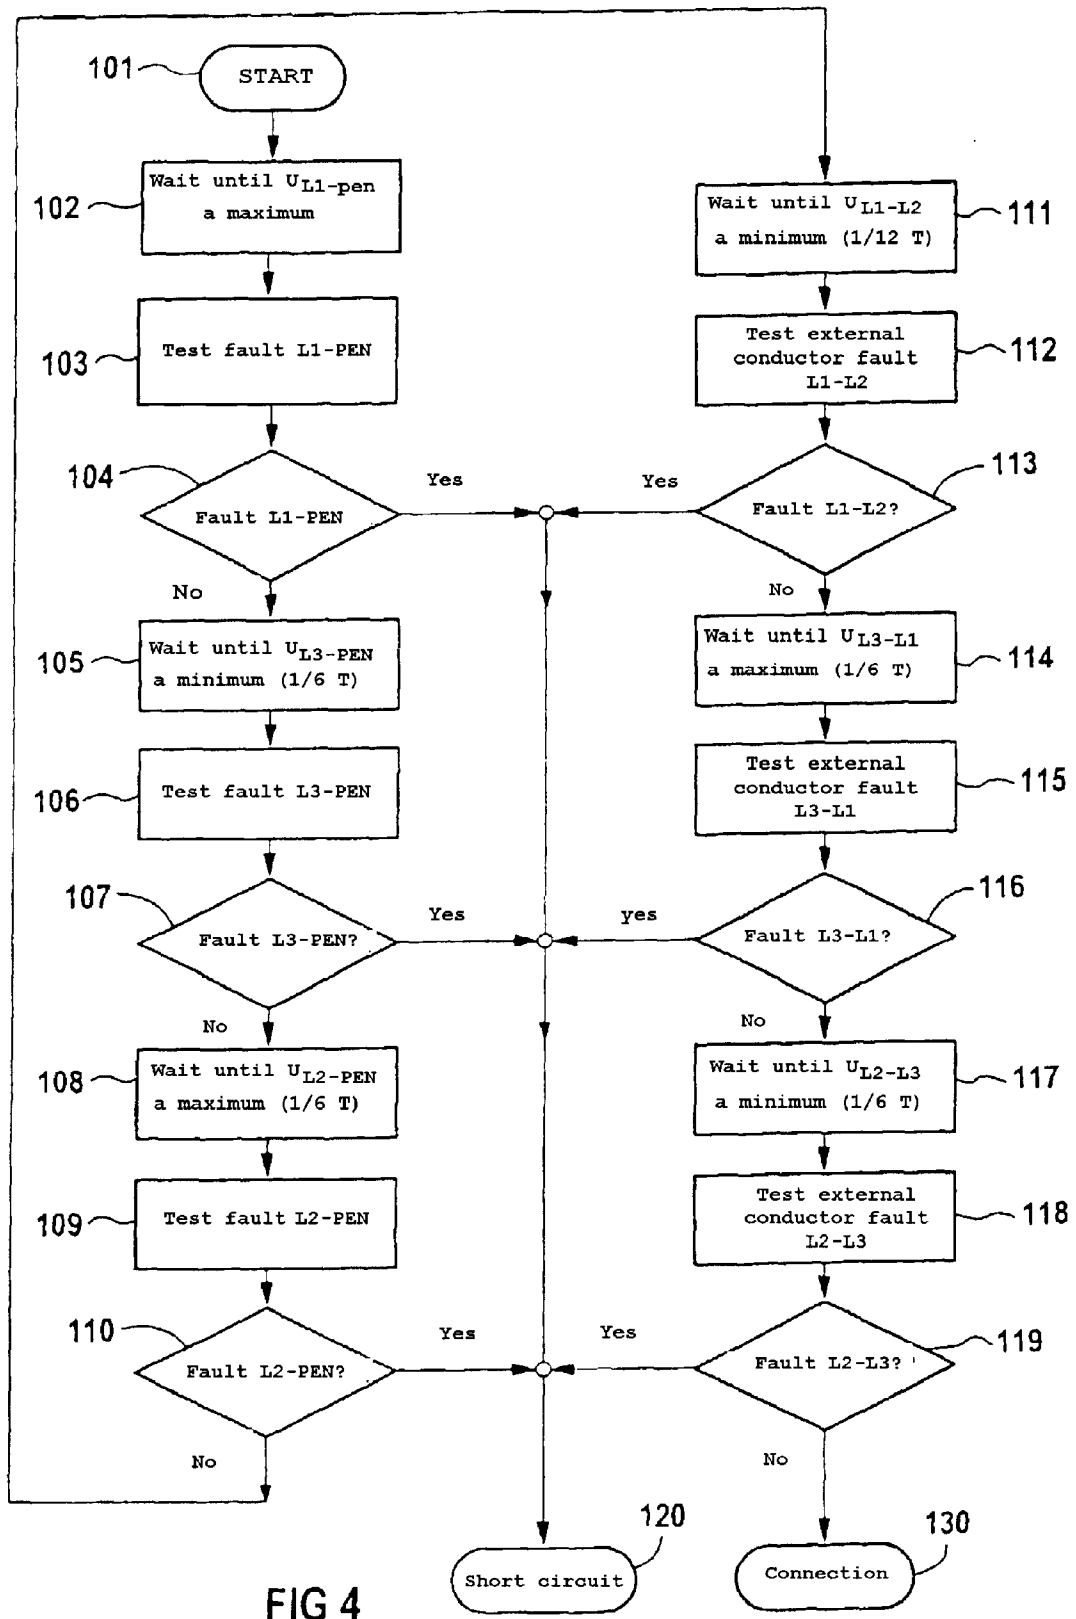 101
START
102
Wait until U L1-pen
a maximum
103
Test fault L1-PEN
104
Fault L1-PEN
Yes
No
105
Wait until U L3-PEN
a minimum (1/6 T)
106
Test fault L3-PEN
107
Fault L3-PEN?
Yes
No
108
Wait until U L2-PEN
a maximum (1/6 T)
109
Test fault L2-PEN
110
Fault L2-PEN?
Yes
No
111
Wait until U L1-L2
a minimum (1/12 T)
112
Test external
conductor fault
L1-L2
113
Fault L1-L2?
Yes
No
114
Wait until U L3-L1
a maximum (1/6 T)
115
Test external
conductor fault
L3-L1
116
Fault L3-L1?
yes
No
117
Wait until U L2-L3
a minimum (1/6 T)
118
Test external
conductor fault
L2-L3
119
Fault L2-L3?
Yes
No
120
Short circuit
130
Connection
FIG 4